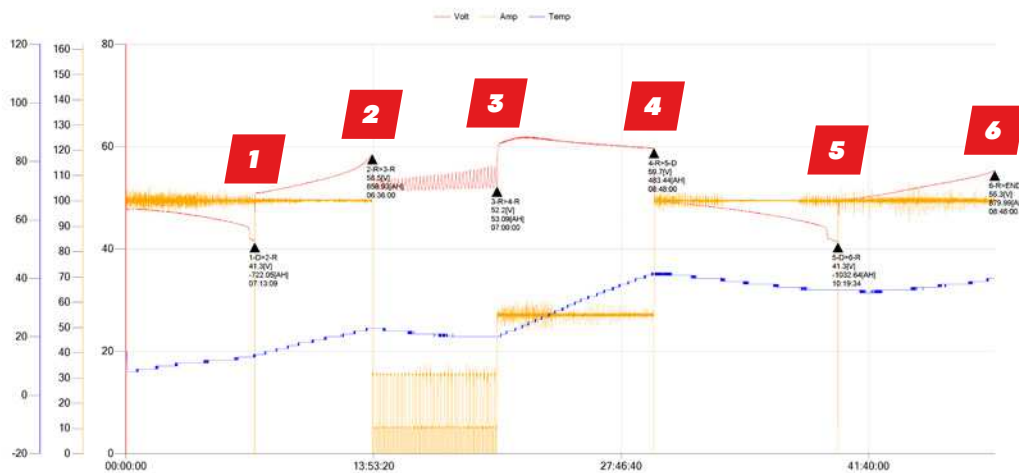 Volt Amp Temp
120
100
80
60
40
20
0
-20
160
150
140
130
120
110
100
90
80
70
60
50
40
30
20
10
0
80
60
40
20
0
1
2
3
4
5
6
1-D>2-R
41.3[V]
-722.05[AH]
07:13:09
2-R>3-R
58.5[V]
658.93[AH]
06:36:00
3-R>4-R
52.2[V]
53.09[AH]
07:00:00
4-R>5-D
59.7[V]
483.44[AH]
08:48:00
5-D>6-R
41.3[V]
-1032.64[AH]
10:19:34
6-R>END
55.3[V]
879.99[AH]
08:48:00
00:00:00 13:53:20 27:46:40 41:40:00